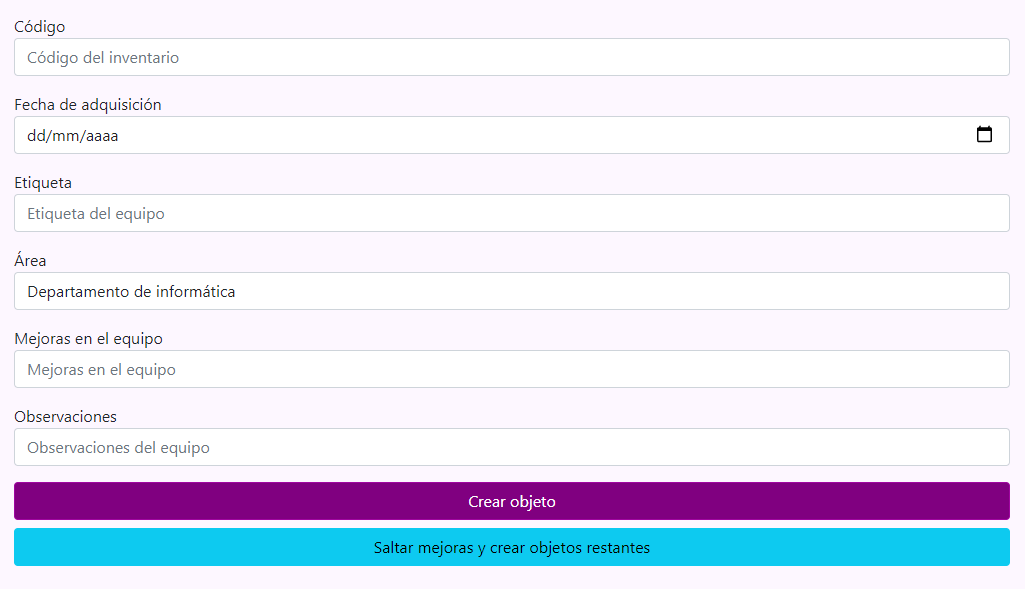 Código
Código del inventario
Fecha de adquisición
dd/mm/aaaa
Etiqueta
Etiqueta del equipo
Área
Departamento de informática
Mejoras en el equipo
Mejoras en el equipo
Observaciones
Observaciones del equipo
Crear objeto
Saltar mejoras y crear objetos restantes